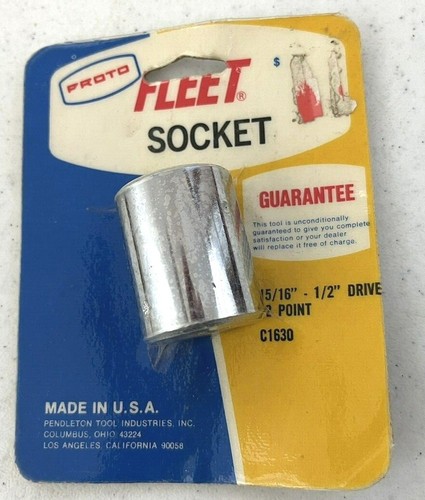 PROTO
FLEET®
$
SOCKET
GUARANTEE
This tool is unconditionally
guaranteed to give you complete
satisfaction or your dealer
will replace it free of charge.
15/16" - 1/2" DRIVE
POINT
C1630
MADE IN U.S.A.
PENDLETON TOOL INDUSTRIES, INC.
COLUMBUS, OHIO 43224
LOS ANGELES, CALIFORNIA 90058